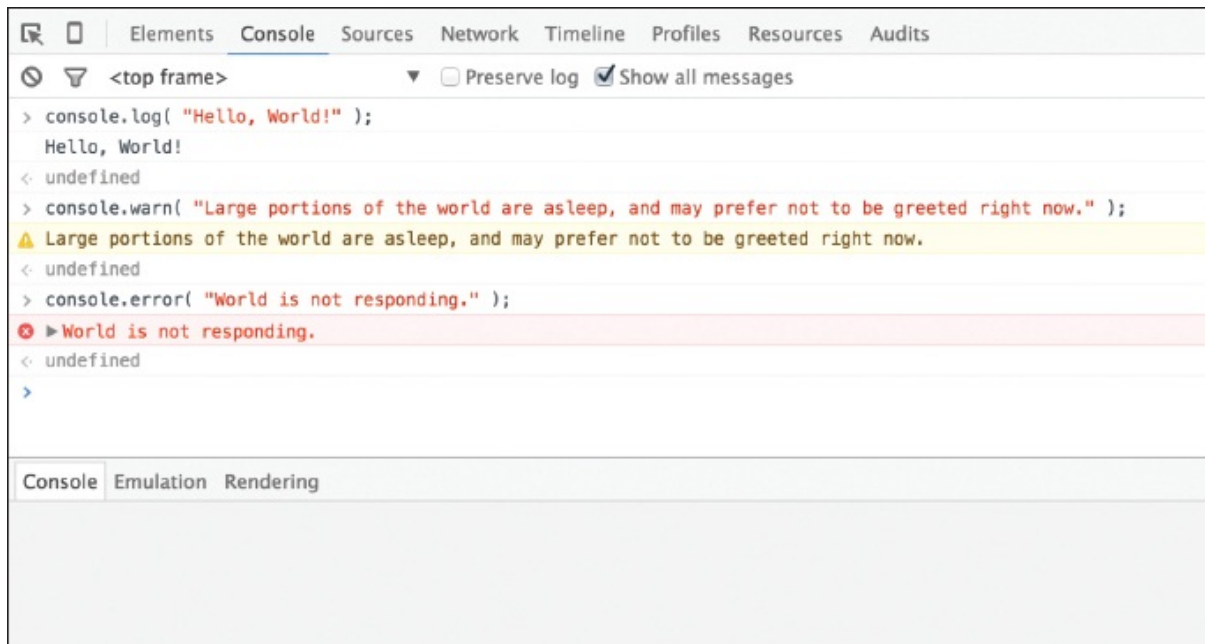 Elements Console Sources Network Timeline Profiles Resources Audits
<top frame> ▼ Preserve log Show all messages
> console.log( "Hello, World!" );
Hello, World!
<· undefined
> console.warn( "Large portions of the world are asleep, and may prefer not to be greeted right now." );
Large portions of the world are asleep, and may prefer not to be greeted right now.
<· undefined
> console.error( "World is not responding." );
▶World is not responding.
<· undefined
>
Console Emulation Rendering